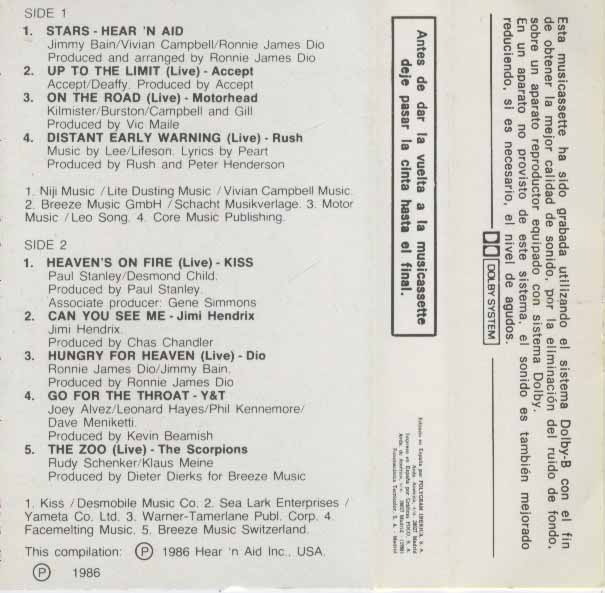 SIDE 1
1. STARS - HEAR 'N AID
Jimmy Bain/Vivian Campbell/Ronnie James Dio
Produced and arranged by Ronnie James Dio
2. UP TO THE LIMIT (Live) - Accept
Accept/Deaffy. Produced by Accept
3. ON THE ROAD (Live) - Motorhead
Kilmister/Burston/Campbell and Gill
Produced by Vic Maile
4. DISTANT EARLY WARNING (Live) - Rush
Music by Lee/Lifeson. Lyrics by Peart
Produced by Rush and Peter Henderson
1. Niji Music / Lite Dusting Music / Vivian Campbell Music.
2. Breeze Music GmbH / Schacht Musikverlage. 3. Motor
Music / Leo Song. 4. Core Music Publishing.
SIDE 2
1. HEAVEN'S ON FIRE (Live) - KISS
Paul Stanley/Desmond Child.
Produced by Paul Stanley.
Associate producer: Gene Simmons
2. CAN YOU SEE ME - Jimi Hendrix
Jimi Hendrix.
Produced by Chas Chandler
3. HUNGRY FOR HEAVEN (Live) - Dio
Ronnie James Dio/Jimmy Bain.
Produced by Ronnie James Dio
4. GO FOR THE THROAT - Y&T
Joey Alvez/Leonard Hayes/Phil Kennemore/
Dave Meniketti.
Produced by Kevin Beamish
5. THE ZOO (Live) - The Scorpions
Rudy Schenker/Klaus Meine
Produced by Dieter Dierks for Breeze Music
1. Kiss / Desmobile Music Co. 2. Sea Lark Enterprises /
Yameta Co. Ltd. 3. Warner-Tamerlane Publ. Corp. 4.
Facemelting Music. 5. Breeze Music Switzerland.
This compilation: Ⓟ 1986 Hear 'n Aid Inc., USA.
Ⓟ 1986
Antes de dar la vuelta a la musicassette
deje pasar la cinta hasta el final.
Editado en España por POLYGRAM IBERICA, S. A.
Esta musicassette ha sido grabada utilizando el sistema Dolby-B con el fin
de obtener la mejor calidad de sonido, por la eliminación del ruido de fondo,
sobre un aparato reproductor equipado con sistema Dolby.
En un aparato no provisto de este sistema, el sonido es también mejorado
reduciendo, si es necesario, el nivel de agudos.
DOLBY SYSTEM